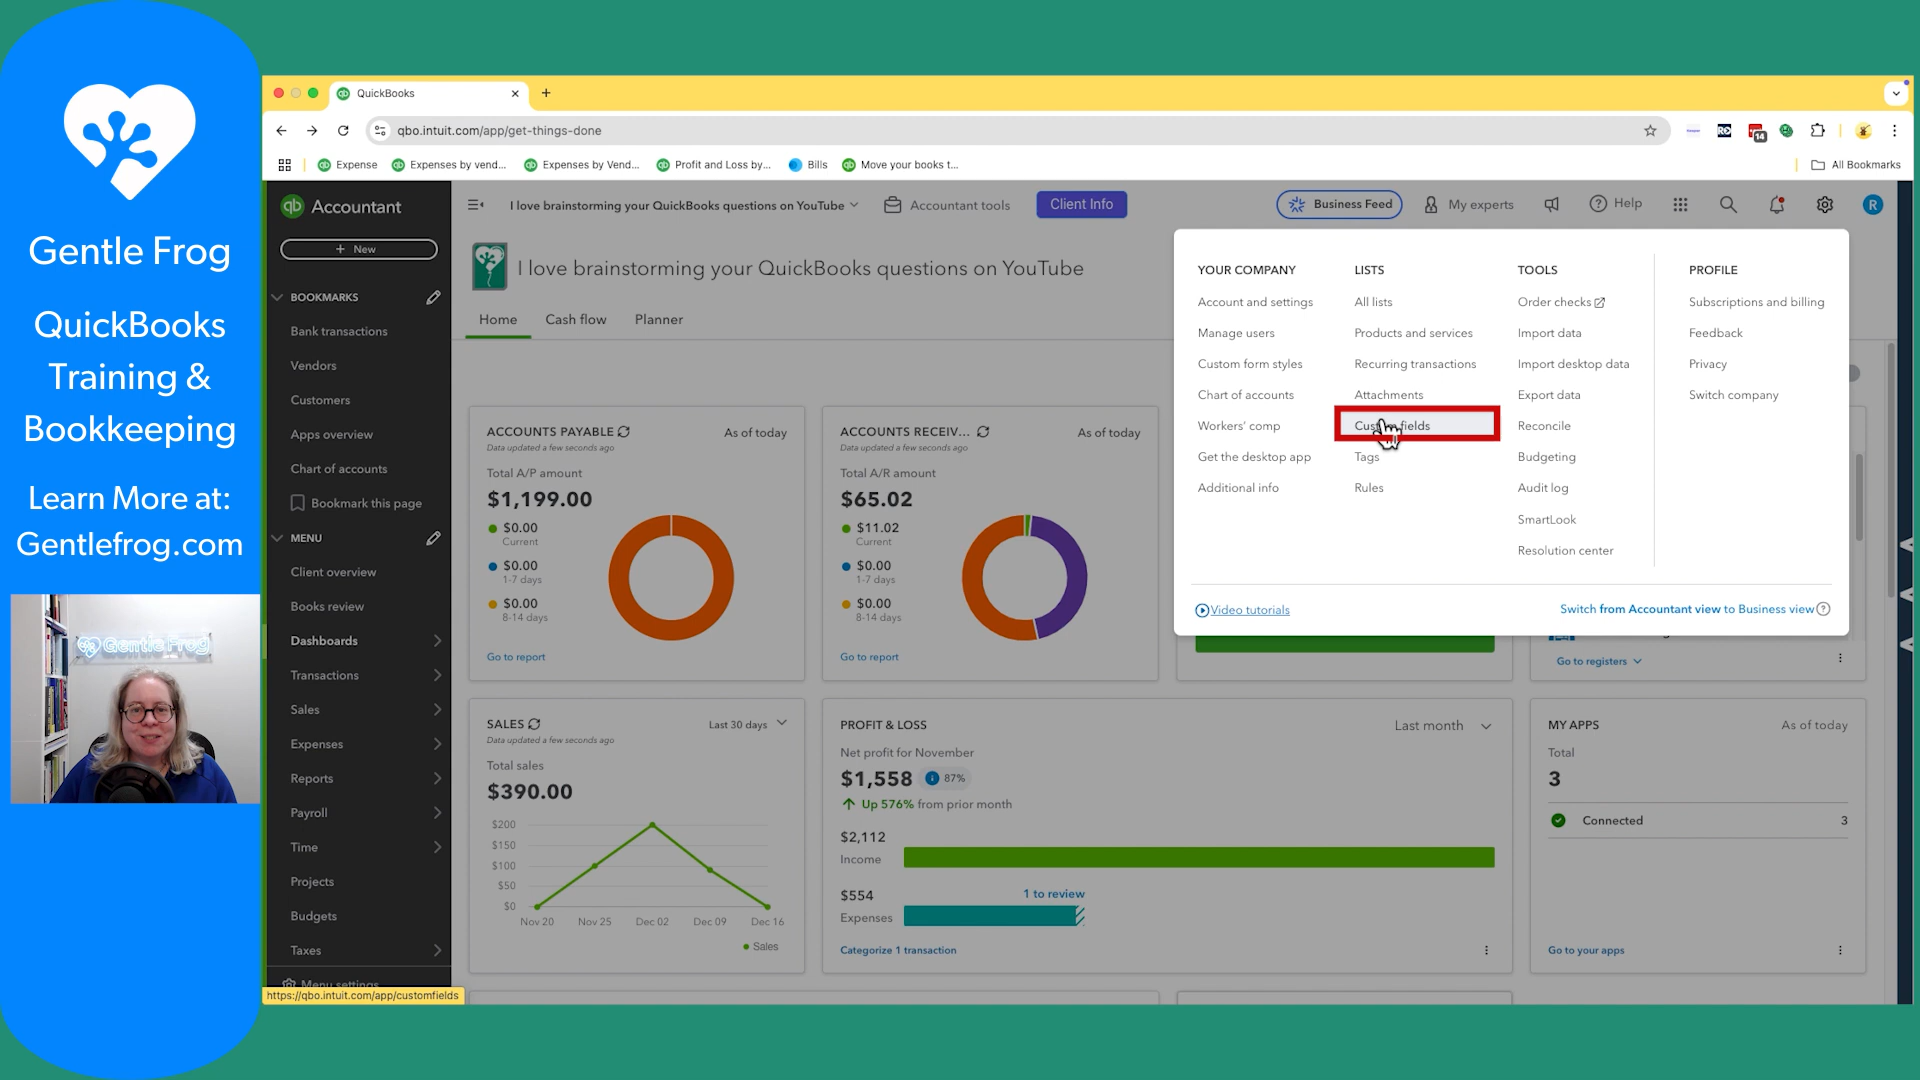 Gentle Frog
QuickBooks
Training &
Bookkeeping
Learn More at:
Gentlefrog.com
Gentle Frog
QuickBooks
qbo.intuit.com/app/get-things-done
14
Expense
Expenses by vend...
Expenses by Vend...
Profit and Loss by...
Bills
Move your books t...
All Bookmarks
qb Accountant
+ New
BOOKMARKS
Bank transactions
Vendors
Customers
Apps overview
Chart of accounts
Bookmark this page
MENU
Client overview
Books review
Dashboards
Transactions
Sales
Expenses
Reports
Payroll
Time
Projects
Budgets
Taxes
Menu settings
https://qbo.intuit.com/app/customfields
I love brainstorming your QuickBooks questions on YouTube
Accountant tools
Client Info
Business Feed
My experts
Help
R
I love brainstorming your QuickBooks questions on YouTube
Home
Cash flow
Planner
YOUR COMPANY
Account and settings
Manage users
Custom form styles
Chart of accounts
Workers' comp
Get the desktop app
Additional info
LISTS
All lists
Products and services
Recurring transactions
Attachments
Custom fields
Tags
Rules
TOOLS
Order checks
Import data
Import desktop data
Export data
Reconcile
Budgeting
Audit log
SmartLook
Resolution center
PROFILE
Subscriptions and billing
Feedback
Privacy
Switch company
Video tutorials
Switch from Accountant view to Business view
ACCOUNTS PAYABLE
As of today
Data updated a few seconds ago
Total A/P amount
$1,199.00
$0.00
Current
$0.00
1-7 days
$0.00
8-14 days
Go to report
ACCOUNTS RECEIV...
As of today
Data updated a few seconds ago
Total A/R amount
$65.02
$11.02
Current
$0.00
1-7 days
$0.00
8-14 days
Go to report
Go to registers
SALES
Last 30 days
Data updated a few seconds ago
Total sales
$390.00
$200
$150
$100
$50
$0
Nov 20
Nov 25
Dec 02
Dec 09
Dec 16
Sales
PROFIT & LOSS
Last month
Net profit for November
$1,558
87%
Up 576% from prior month
$2,112
Income
$554
Expenses
1 to review
Categorize 1 transaction
MY APPS
As of today
Total
3
Connected
3
Go to your apps